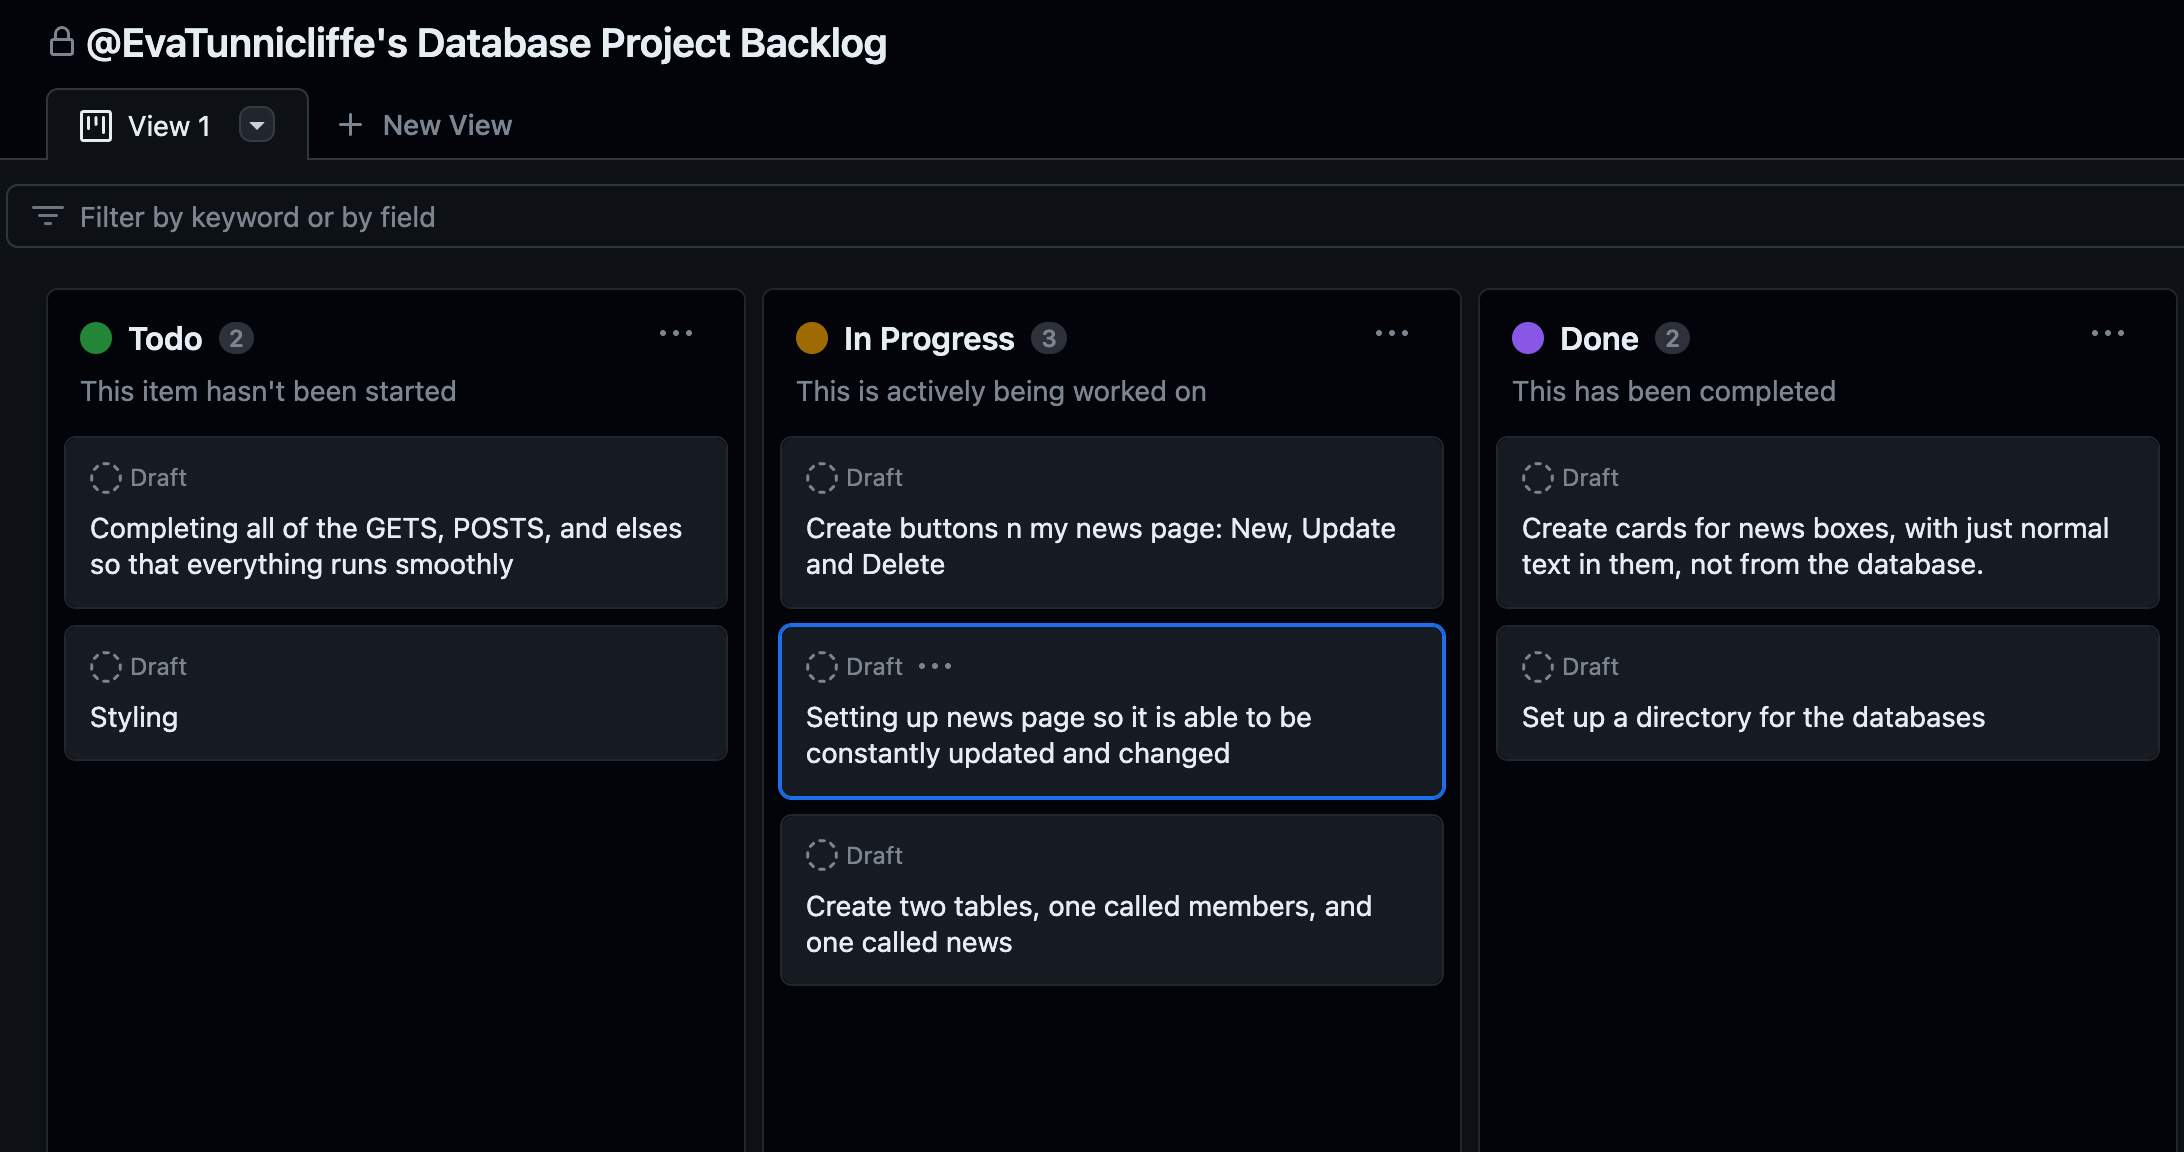 @EvaTunnicliffe's Database Project Backlog
View 1
New View
Filter by keyword or by field
Todo 2
This item hasn't been started
Draft
Completing all of the GETS, POSTS, and elses
so that everything runs smoothly
Draft
Styling
In Progress 3
This is actively being worked on
Draft
Create buttons n my news page: New, Update
and Delete
Draft
Setting up news page so it is able to be
constantly updated and changed
Draft
Create two tables, one called members, and
one called news
Done 2
This has been completed
Draft
Create cards for news boxes, with just normal
text in them, not from the database.
Draft
Set up a directory for the databases